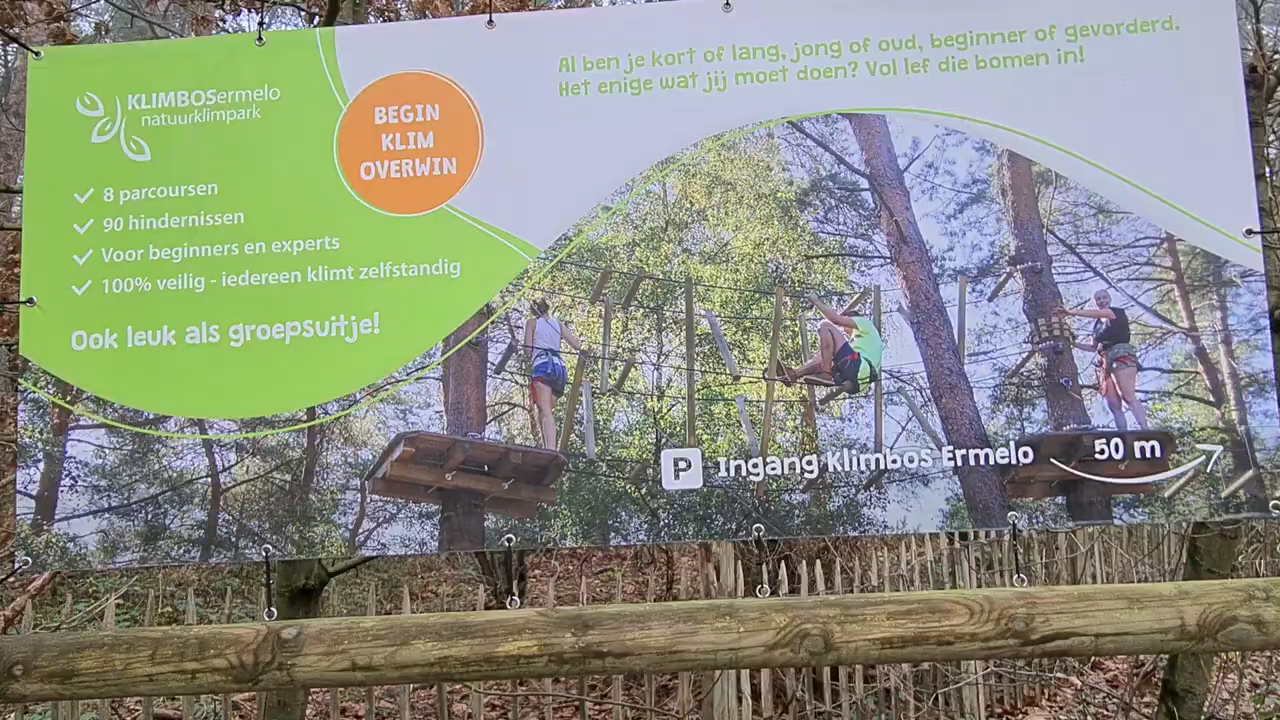 KLIMBOSermelo
natuurklimpark
BEGIN
KLIM
OVERWIN
Al ben je kort of lang, jong of oud, beginner of gevorderd.
Het enige wat jij moet doen? Vol lef die bomen in!
8 parcoursen
90 hindernissen
Voor beginners en experts
100% veilig - iedereen klimt zelfstandig
Ook leuk als groepsuitje!
P Ingang Klimbos Ermelo 50 m